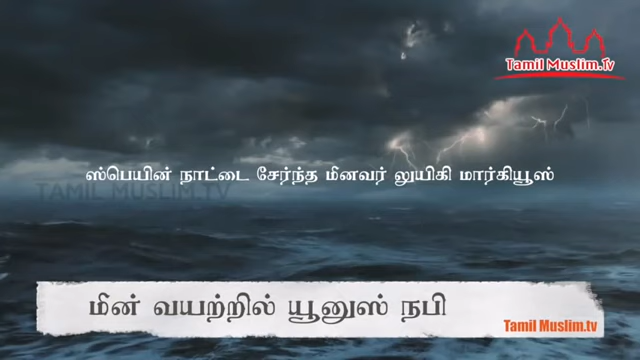 Tamil Muslim.Tv
ஸ்பெயின் நாட்டை சேர்ந்த மீனவர் லுயிகி மார்கியூஸ்
TAMIL MUSLIM.TV
மீன் வயற்றில் யூனுஸ் நபி
Tamil Muslim.tv